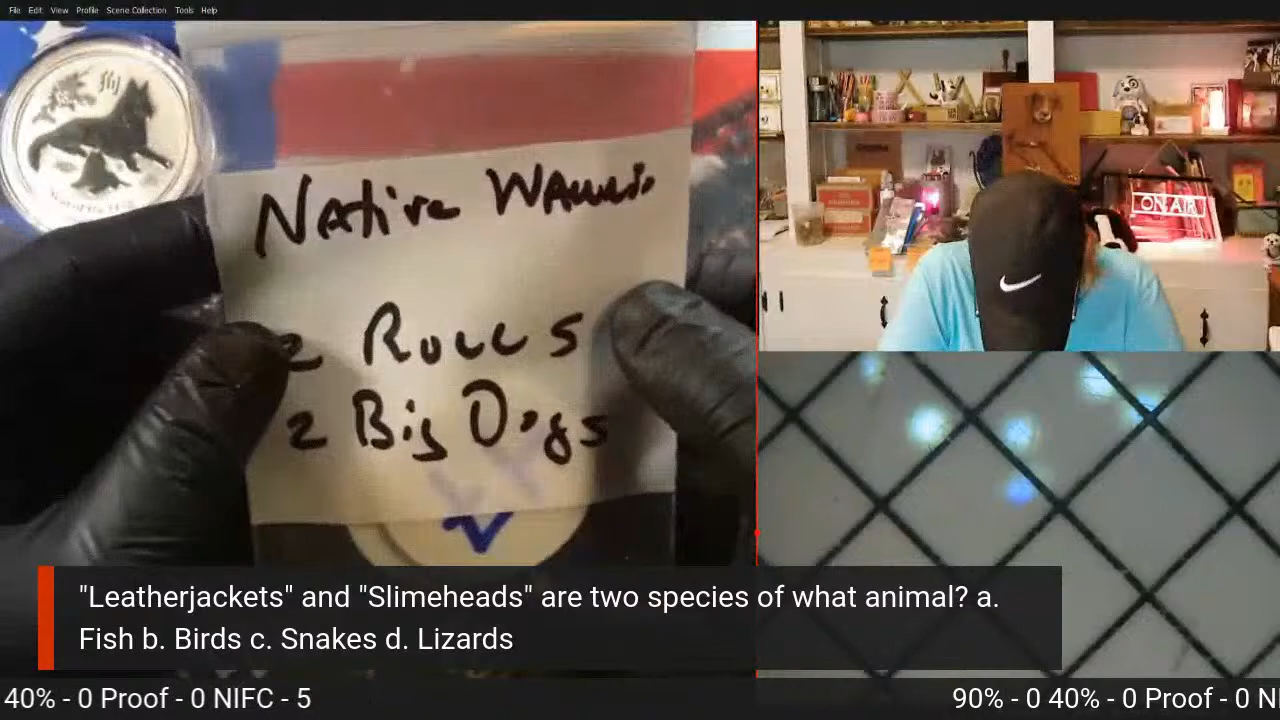 File Edit View Profile Scene Collection Tools Help
Native
2 Rolls
2 Big Dogs
ON AIR
"Leatherjackets" and "Slimeheads" are two species of what animal? a.
Fish b. Birds c. Snakes d. Lizards
40% - 0 Proof - 0 NIFC - 5
90% - 0 40% - 0 Proof - 0 NI